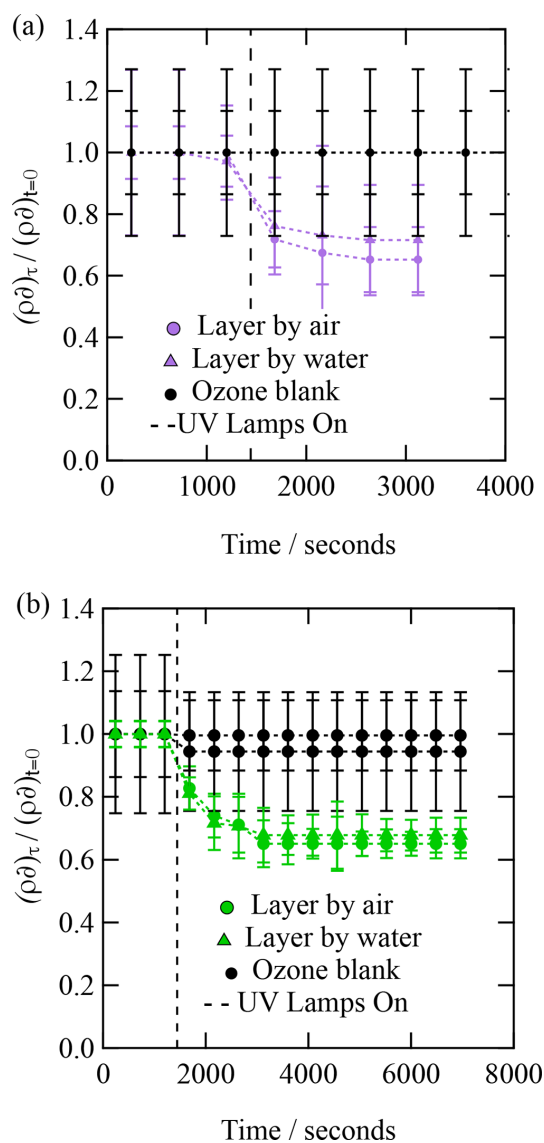 (a)
1.4
1.2
1.0
0.8
0.6
0.4
0.2
0.0
(ρ∂)τ / (ρ∂)t=0
Layer by air
Layer by water
Ozone blank
UV Lamps On
0 1000 2000 3000 4000
Time / seconds
(b)
1.4
1.2
1.0
0.8
0.6
0.4
0.2
0.0
(ρ∂)τ / (ρ∂)t=0
Layer by air
Layer by water
Ozone blank
UV Lamps On
0 2000 4000 6000 8000
Time / seconds